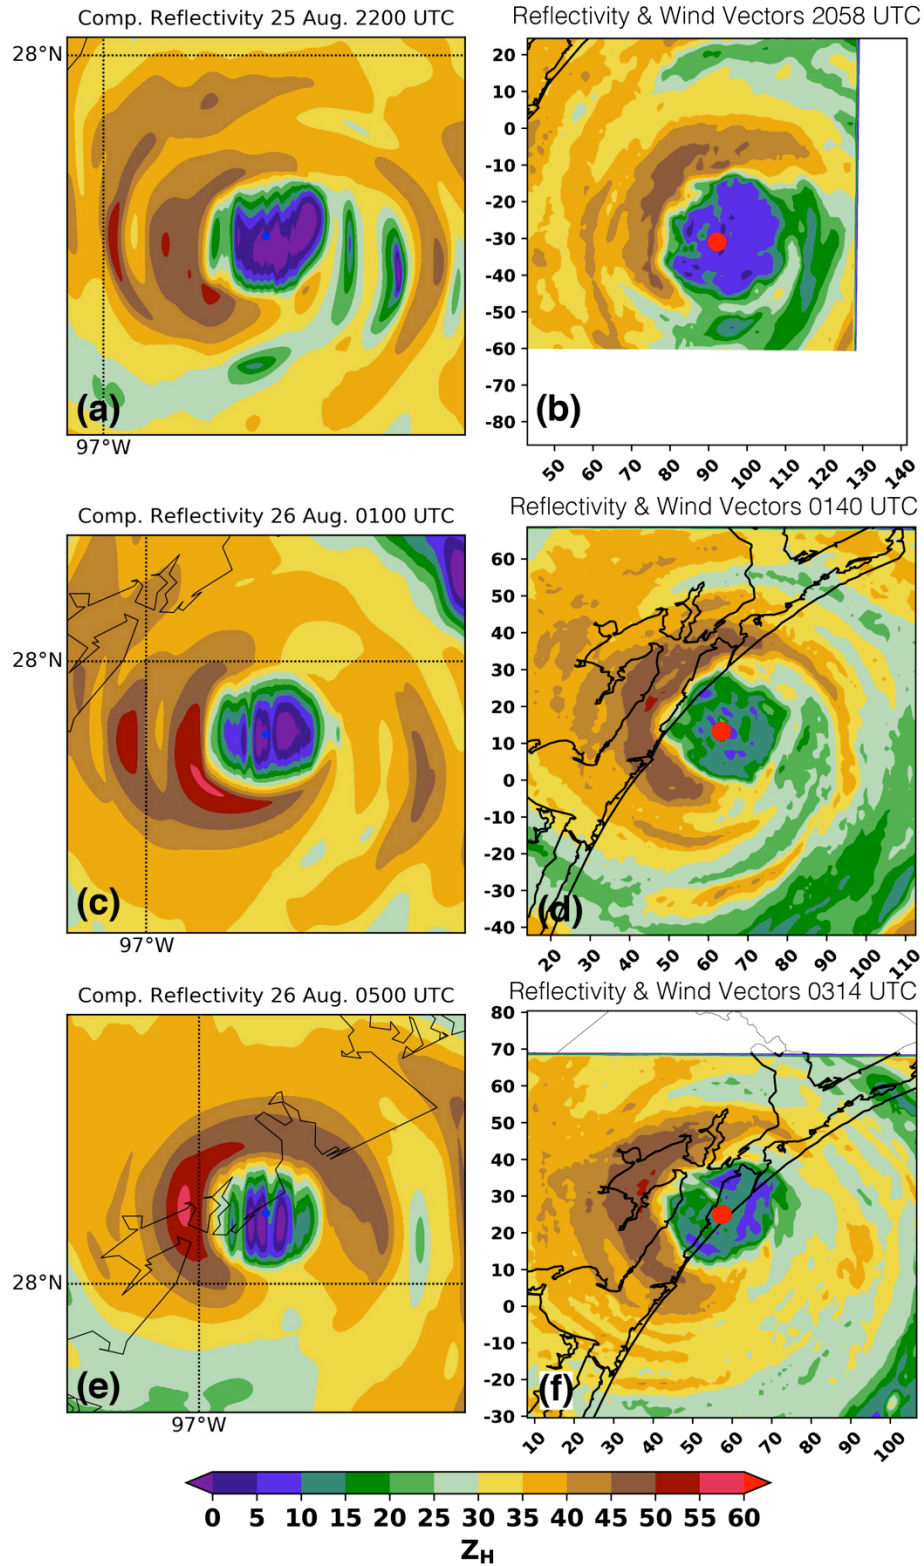 Comp. Reflectivity 25 Aug. 2200 UTC
28°N
(a)
97°W
Reflectivity & Wind Vectors 2058 UTC
20
10
0
-10
-20
-30
-40
-50
-60
-70
-80
(b)
50 60 70 80 90 100 110 120 130 140
Comp. Reflectivity 26 Aug. 0100 UTC
28°N
(c)
97°W
Reflectivity & Wind Vectors 0140 UTC
60
50
40
30
20
10
0
-10
-20
-30
-40
(d)
20 30 40 50 60 70 80 90 100 110
Comp. Reflectivity 26 Aug. 0500 UTC
28°N
(e)
97°W
Reflectivity & Wind Vectors 0314 UTC
80
70
60
50
40
30
20
10
0
-10
-20
-30
(f)
10 20 30 40 50 60 70 80 90 100
0 5 10 15 20 25 30 35 40 45 50 55 60
Z_H